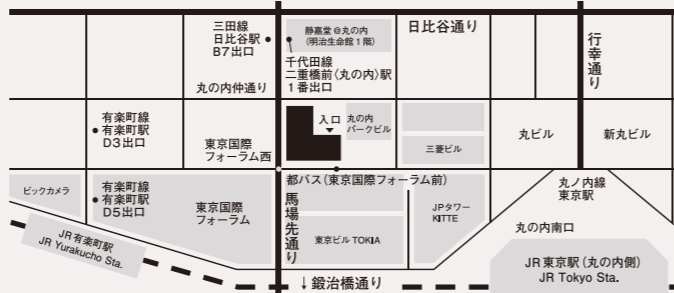 三田線
日比谷駅
B7出口
静嘉堂@丸の内
(明治生命館1階)
日比谷通り
行幸通り
千代田線
二重橋前〈丸の内〉駅
1番出口
丸の内仲通り
有楽町線
有楽町駅
D3出口
東京国際
フォーラム西
入口
丸の内
パークビル
三菱ビル
丸ビル
新丸ビル
都バス(東京国際フォーラム前)
丸ノ内線
東京駅
ビックカメラ
有楽町線
有楽町駅
D5出口
東京国際
フォーラム
馬場先通り
東京ビル TOKIA
JPタワー
KITTE
丸の内南口
JR有楽町駅
JR Yurakucho Sta.
↓鍛治橋通り
JR東京駅(丸の内側)
JR Tokyo Sta.